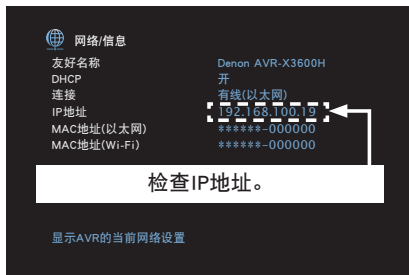 网络/信息
友好名称 Denon AVR-X3600H
DHCP 开
连接 有线(以太网)
IP地址 192.168.100.19
MAC地址(以太网) ******-000000
MAC地址(Wi-Fi) ******-000000
检查IP地址。
显示AVR的当前网络设置